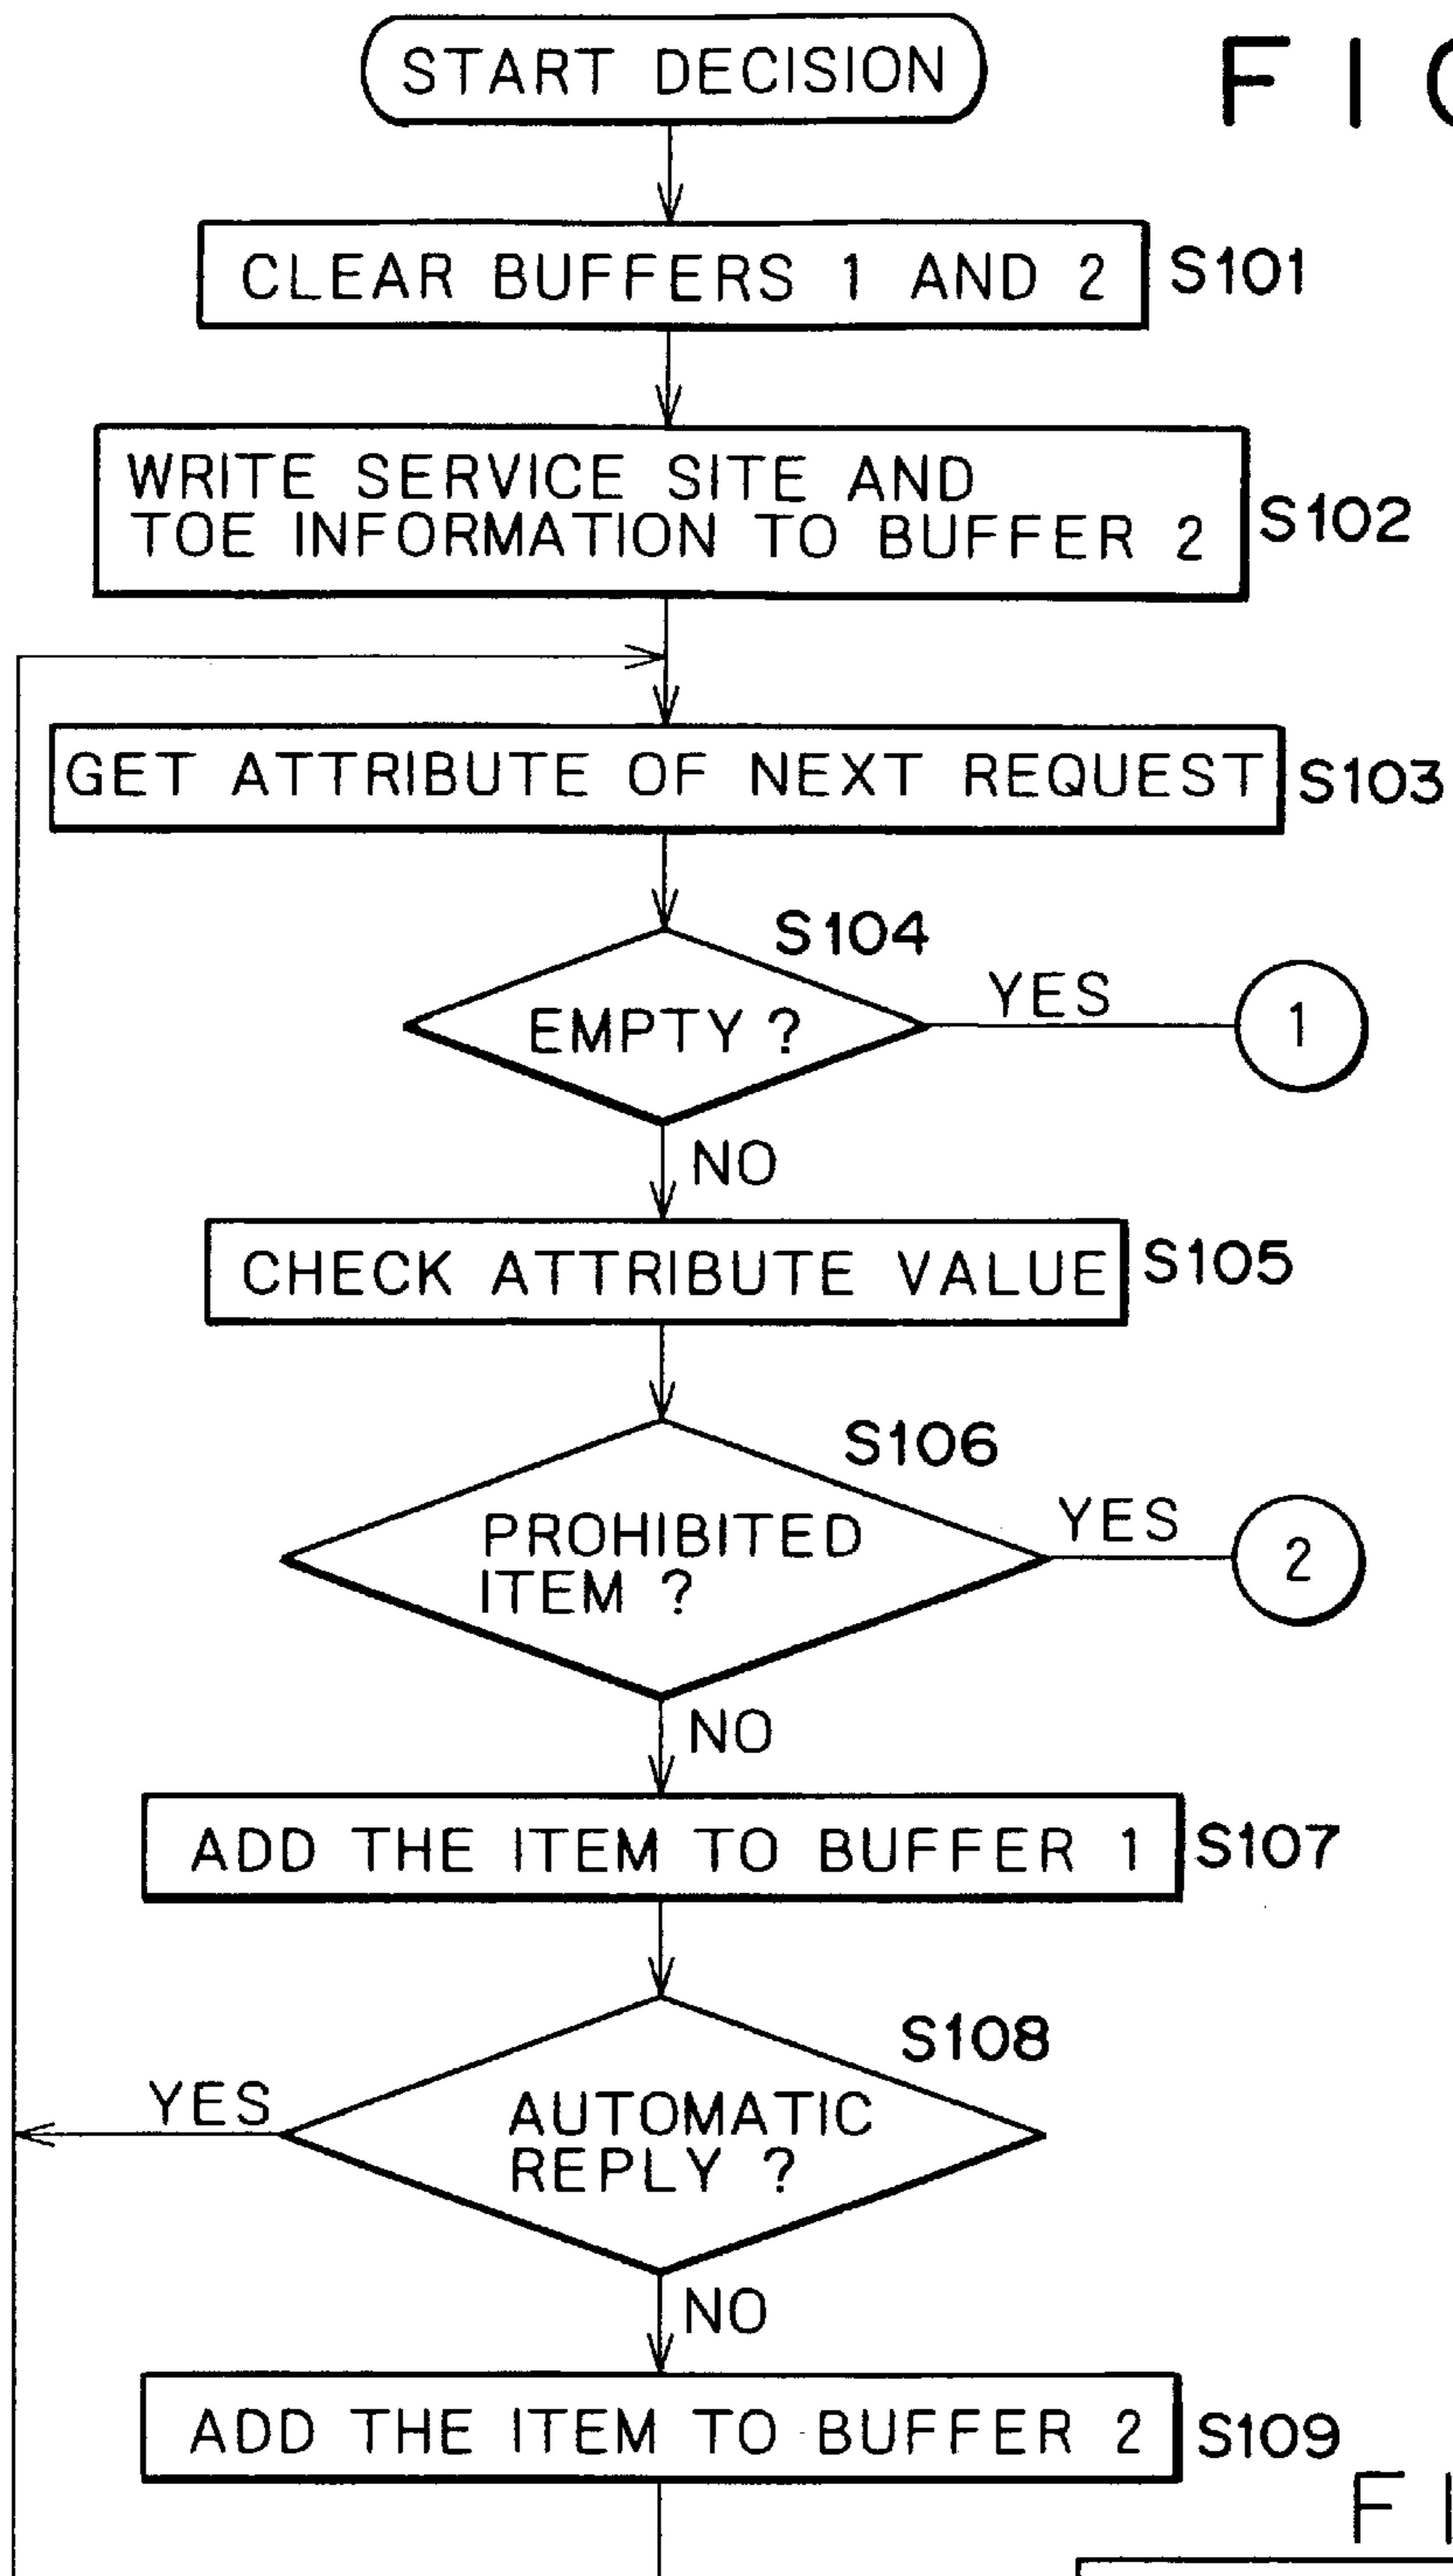 START DECISION
FIG
CLEAR BUFFERS 1 AND 2
S101
WRITE SERVICE SITE AND
TOE INFORMATION TO BUFFER 2
S102
GET ATTRIBUTE OF NEXT REQUEST
S103
S104
EMPTY ?
YES
1
NO
CHECK ATTRIBUTE VALUE
S105
S106
PROHIBITED
ITEM ?
YES
2
NO
ADD THE ITEM TO BUFFER 1
S107
S108
AUTOMATIC
REPLY ?
YES
NO
ADD THE ITEM TO BUFFER 2
S109
FI